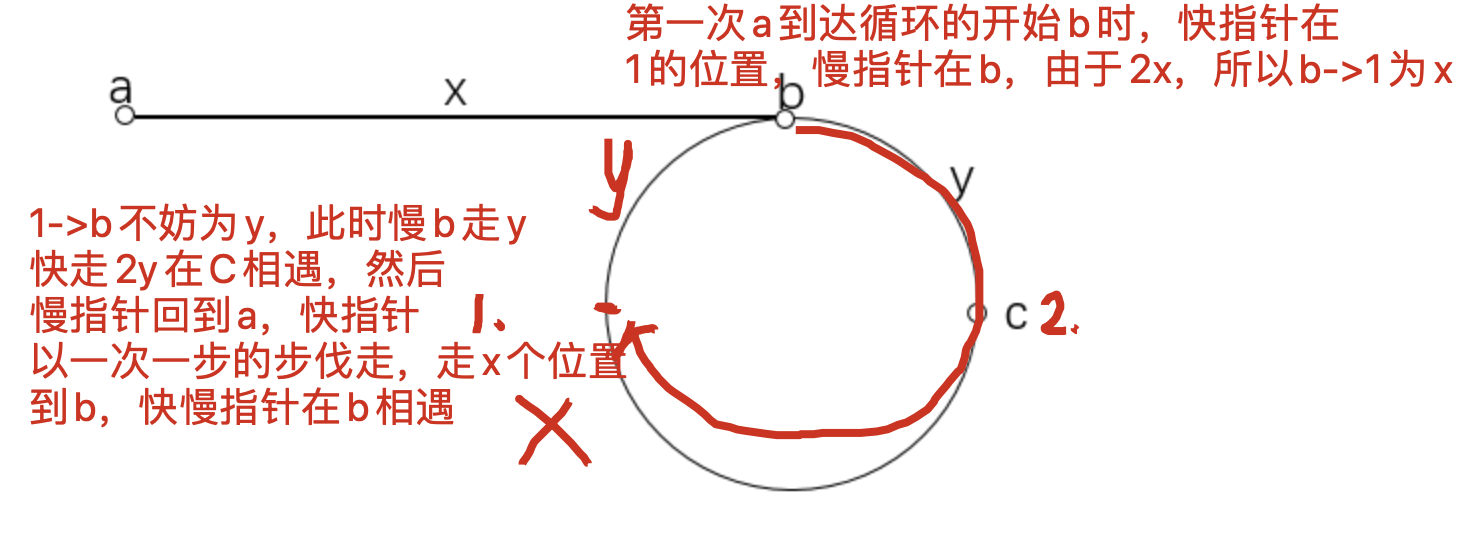 第一次a到达循环的开始b时，快指针在
1的位置，慢指针在b，由于2x，所以b->1为x
a
x
b
y
y
1->b不妨为y，此时慢b走y
快走2y在C相遇，然后
慢指针回到a，快指针
以一次一步的步伐走，走x个位置
到b，快慢指针在b相遇
1.
c 2.
x